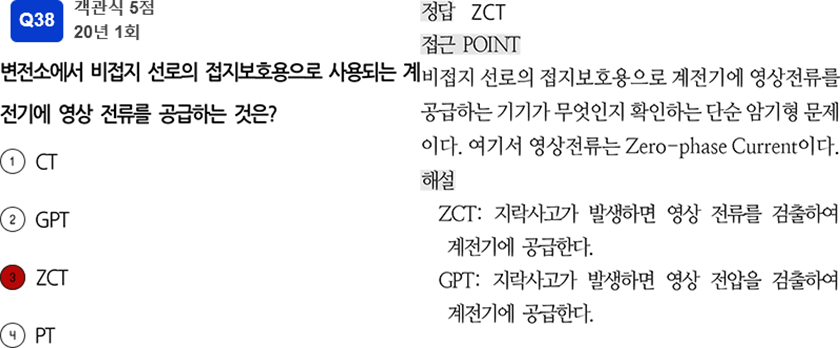 Q38 객관식 5점
20년 1회
변전소에서 비접지 선로의 접지보호용으로 사용되는 계
전기에 영상 전류를 공급하는 것은?
① CT
② GPT
③ ZCT
④ PT
정답 ZCT
접근 POINT
비접지 선로의 접지보호용으로 계전기에 영상전류를
공급하는 기기가 무엇인지 확인하는 단순 암기형 문제
이다. 여기서 영상전류는 Zero-phase Current이다.
해설
ZCT: 지락사고가 발생하면 영상 전류를 검출하여
계전기에 공급한다.
GPT: 지락사고가 발생하면 영상 전압을 검출하여
계전기에 공급한다.